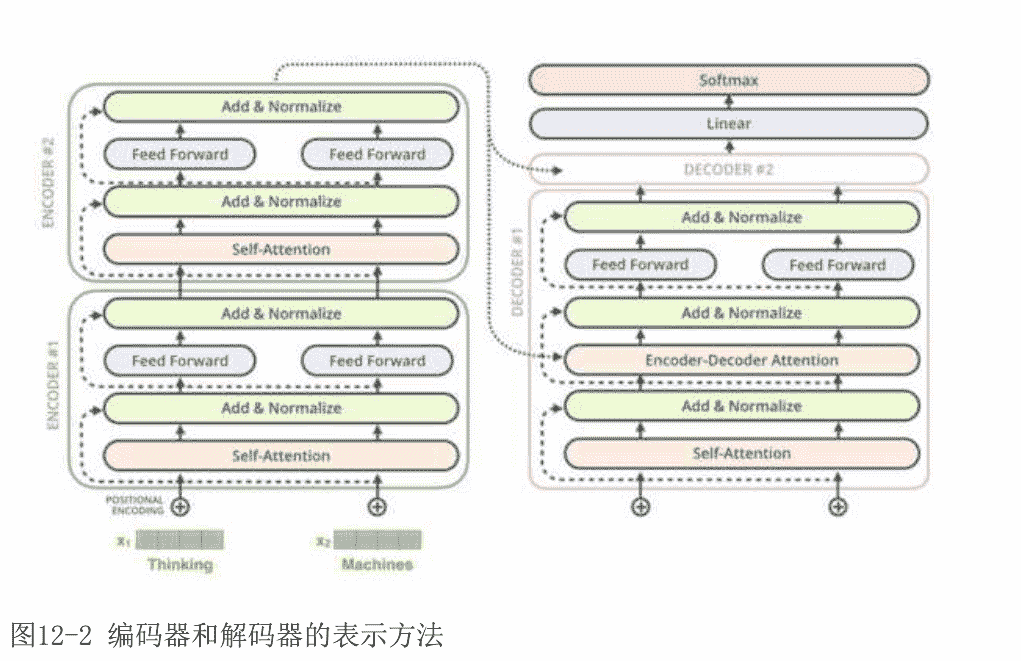 Add & Normalize
Feed Forward
Feed Forward
Add & Normalize
Self-Attention
ENCODER #2
Add & Normalize
Feed Forward
Feed Forward
Add & Normalize
Self-Attention
ENCODER #1
POSITIONAL
ENCODING
x₁
x₂
Thinking
Machines
Softmax
Linear
DECODER #2
Add & Normalize
Feed Forward
Feed Forward
Add & Normalize
Encoder-Decoder Attention
Add & Normalize
Self-Attention
DECODER #1
图12-2 编码器和解码器的表示方法